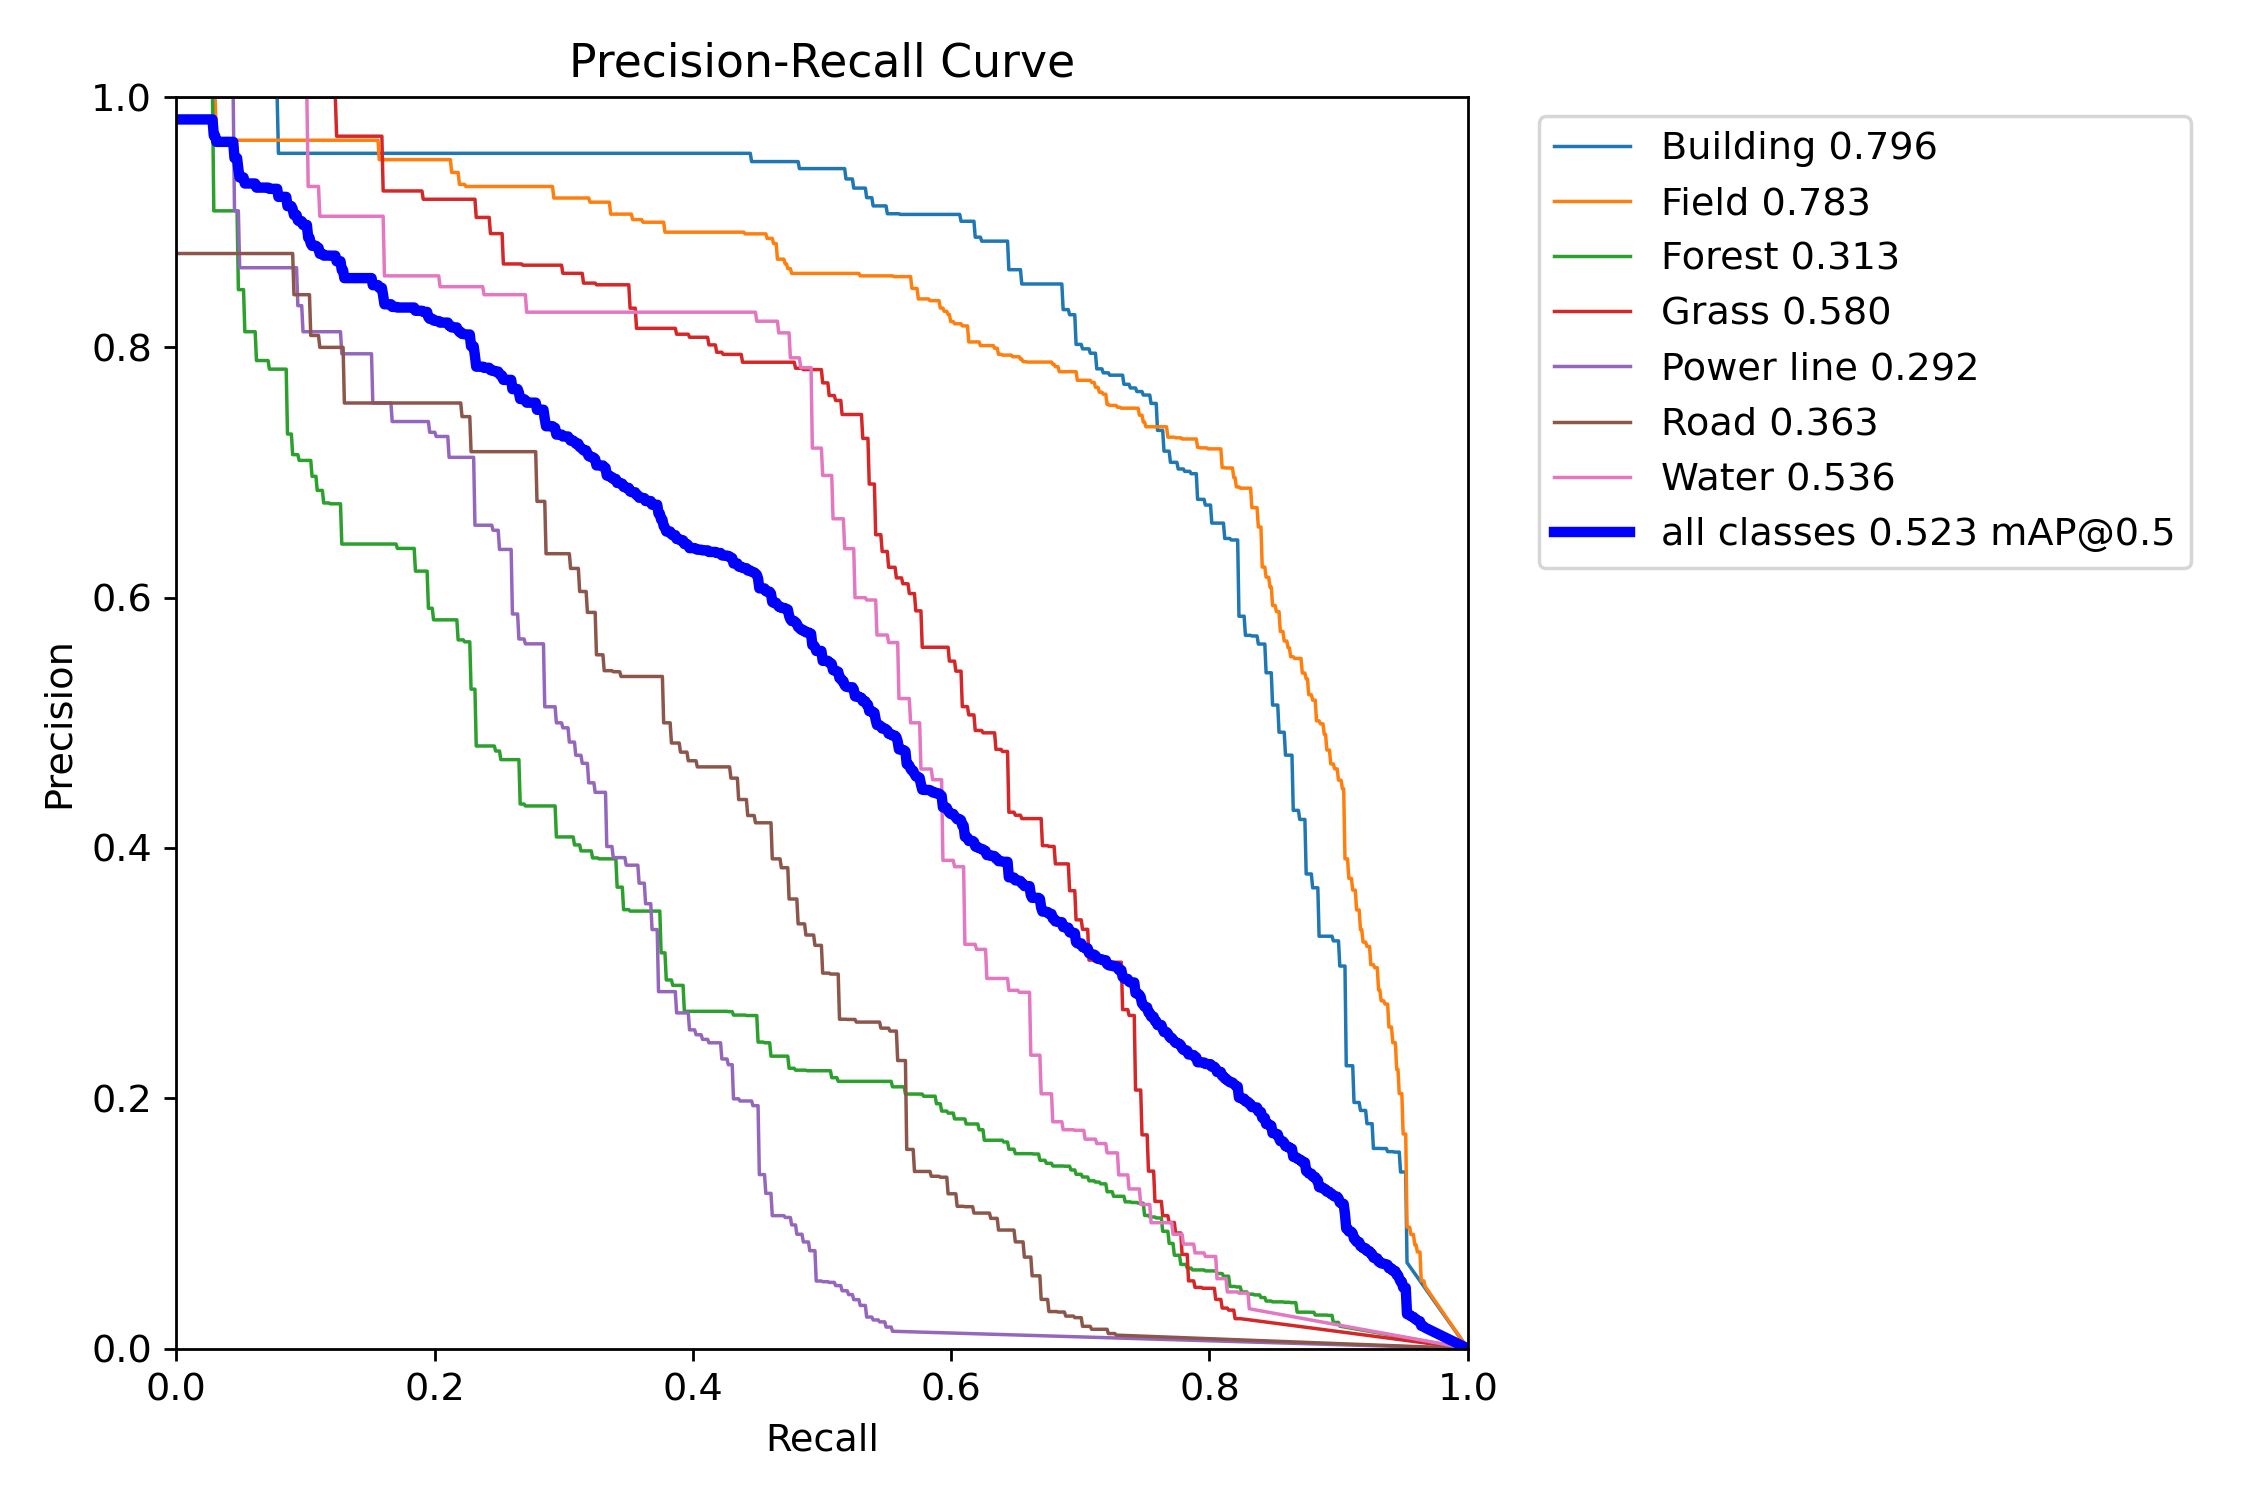 Precision-Recall Curve
1.0
0.8
0.6
0.4
0.2
0.0
Precision
0.0 0.2 0.4 0.6 0.8 1.0
Recall
Building 0.796
Field 0.783
Forest 0.313
Grass 0.580
Power line 0.292
Road 0.363
Water 0.536
all classes 0.523 mAP@0.5